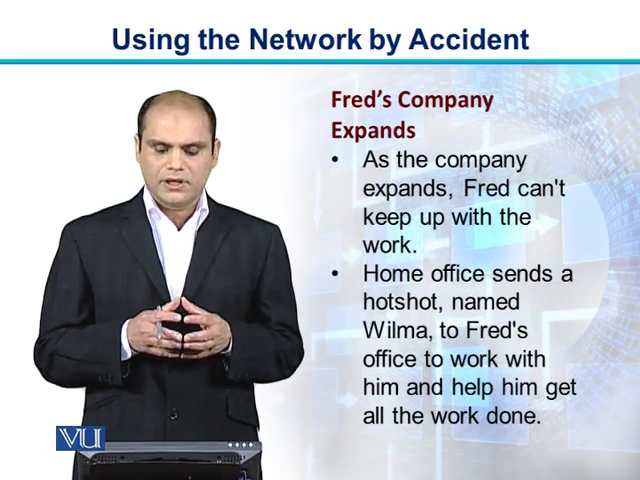 Using the Network by Accident
Fred's Company
Expands
• As the company
expands, Fred can't
keep up with the
work.
• Home office sends a
hotshot, named
Wilma, to Fred's
office to work with
him and help him get
all the work done.
VU